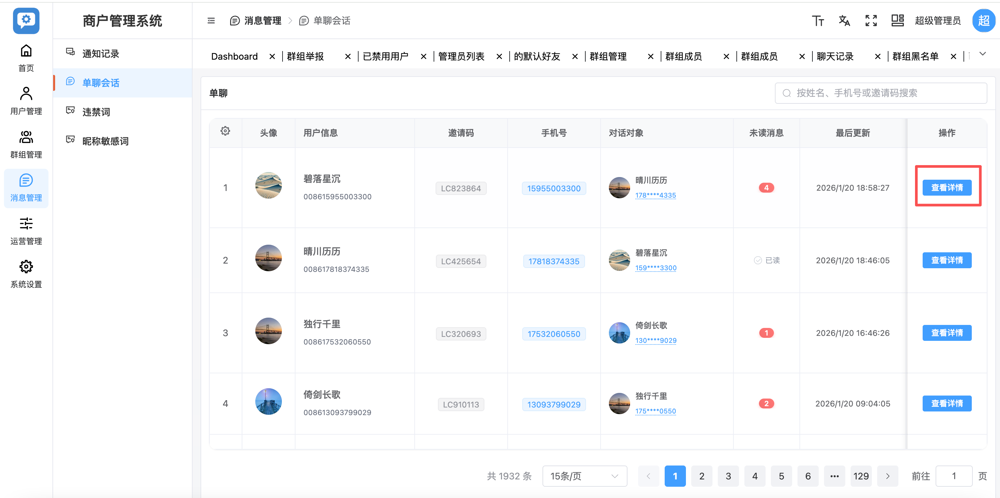 商户管理系统
消息管理
单聊会话
超级管理员
超
首页
用户管理
群组管理
消息管理
运营管理
系统设置
通知记录
单聊会话
违禁词
昵称敏感词
Dashboard
群组举报
已禁用用户
管理员列表
的默认好友
群组管理
群组成员
群组成员
聊天记录
群组黑名单
单聊
按姓名、手机号或邀请码搜索
头像 用户信息 邀请码 手机号 对话对象 未读消息 最后更新 操作
1
碧落星沉
008615955003300
LC823864
15955003300
晴川历历
178****4335
4
2026/1/20 18:58:27
查看详情
2
晴川历历
008617818374335
LC425654
17818374335
碧落星沉
159****3300
已读
2026/1/20 18:46:05
查看详情
3
独行千里
008617532060550
LC320693
17532060550
倚剑长歌
130****9029
1
2026/1/20 16:46:26
查看详情
4
倚剑长歌
008613093799029
LC910113
13093799029
独行千里
175****0550
2
2026/1/20 09:04:05
查看详情
共 1932 条
15条/页
1 2 3 4 5 6 ••• 129
前往 1 页